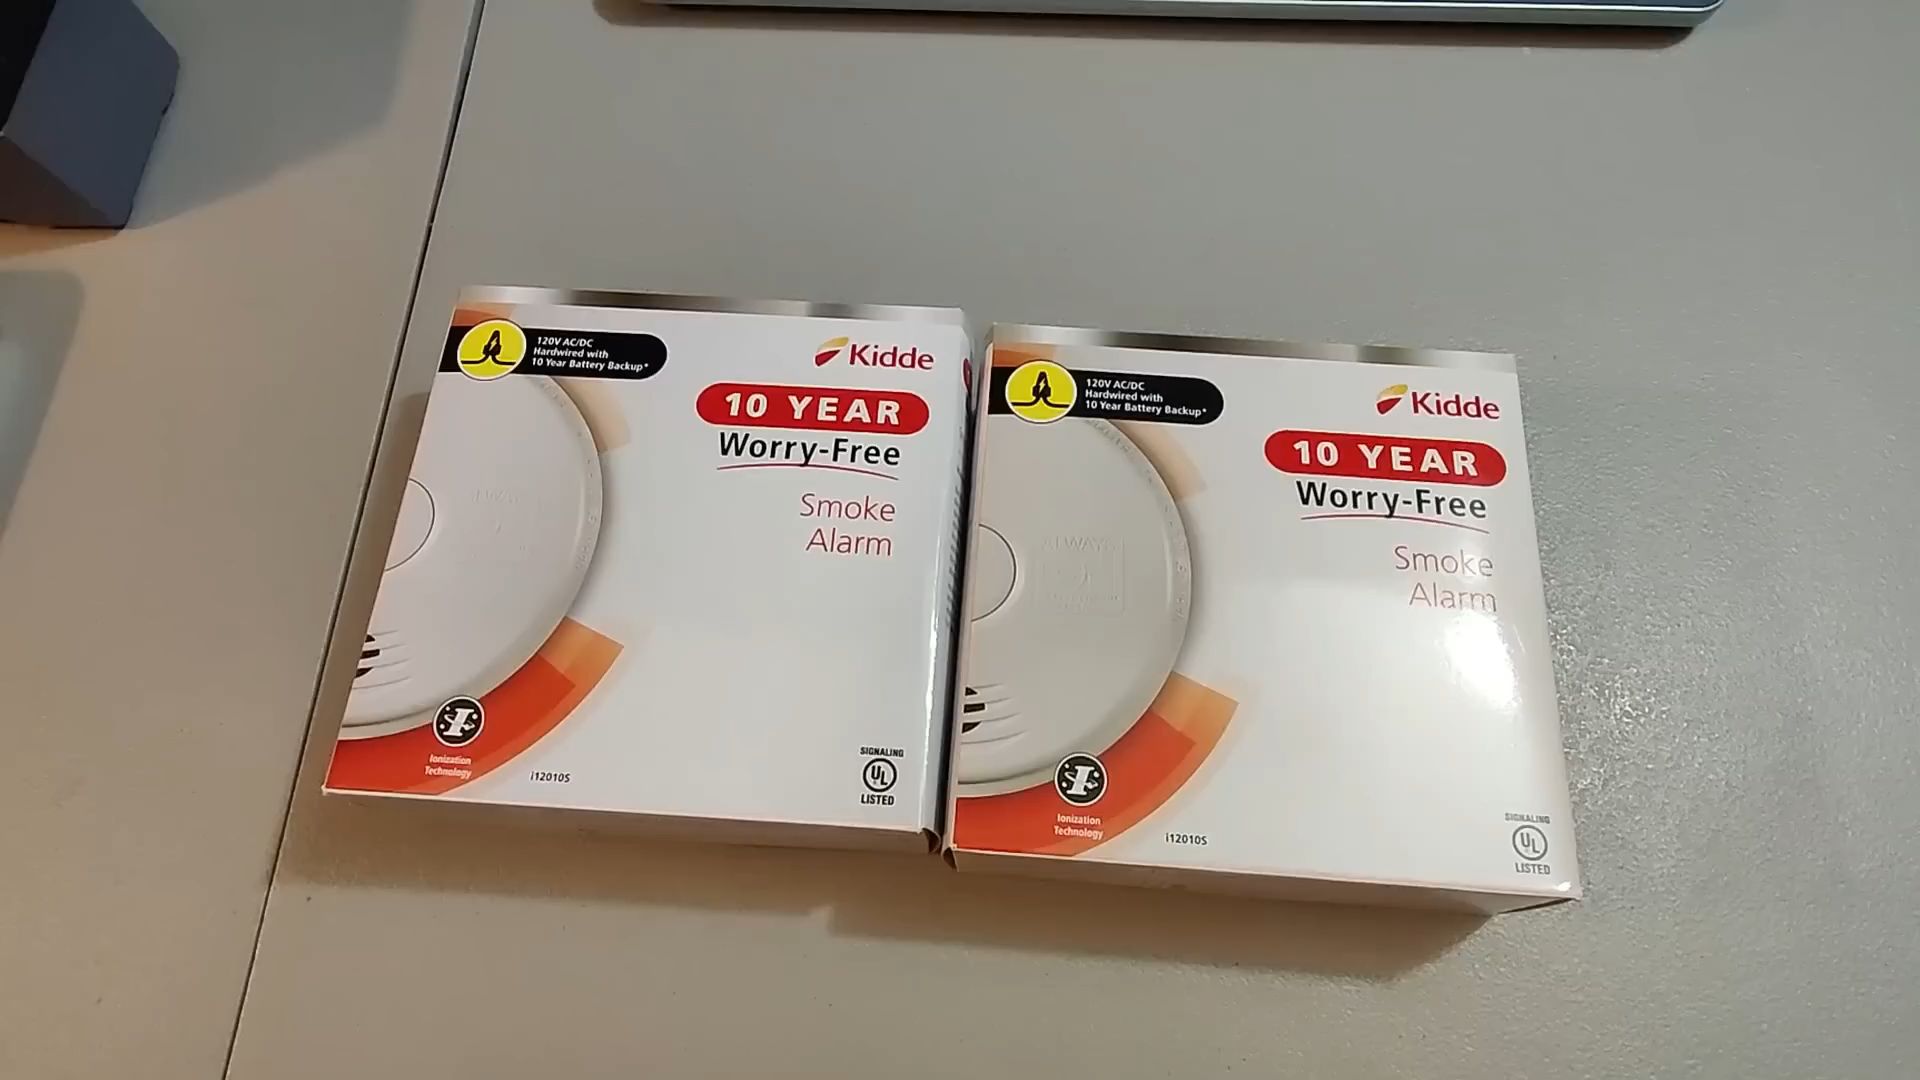 120V AC/DC
Hardwired with
10 Year Battery Backup*
Kidde
10 YEAR
Worry-Free
Smoke
Alarm
Ionization
Technology
i12010S
SIGNALING
UL
LISTED
120V AC/DC
Hardwired with
10 Year Battery Backup*
Kidde
10 YEAR
Worry-Free
Smoke
Alarm
ALWAYS
Ionization
Technology
i12010S
SIGNALING
UL
LISTED